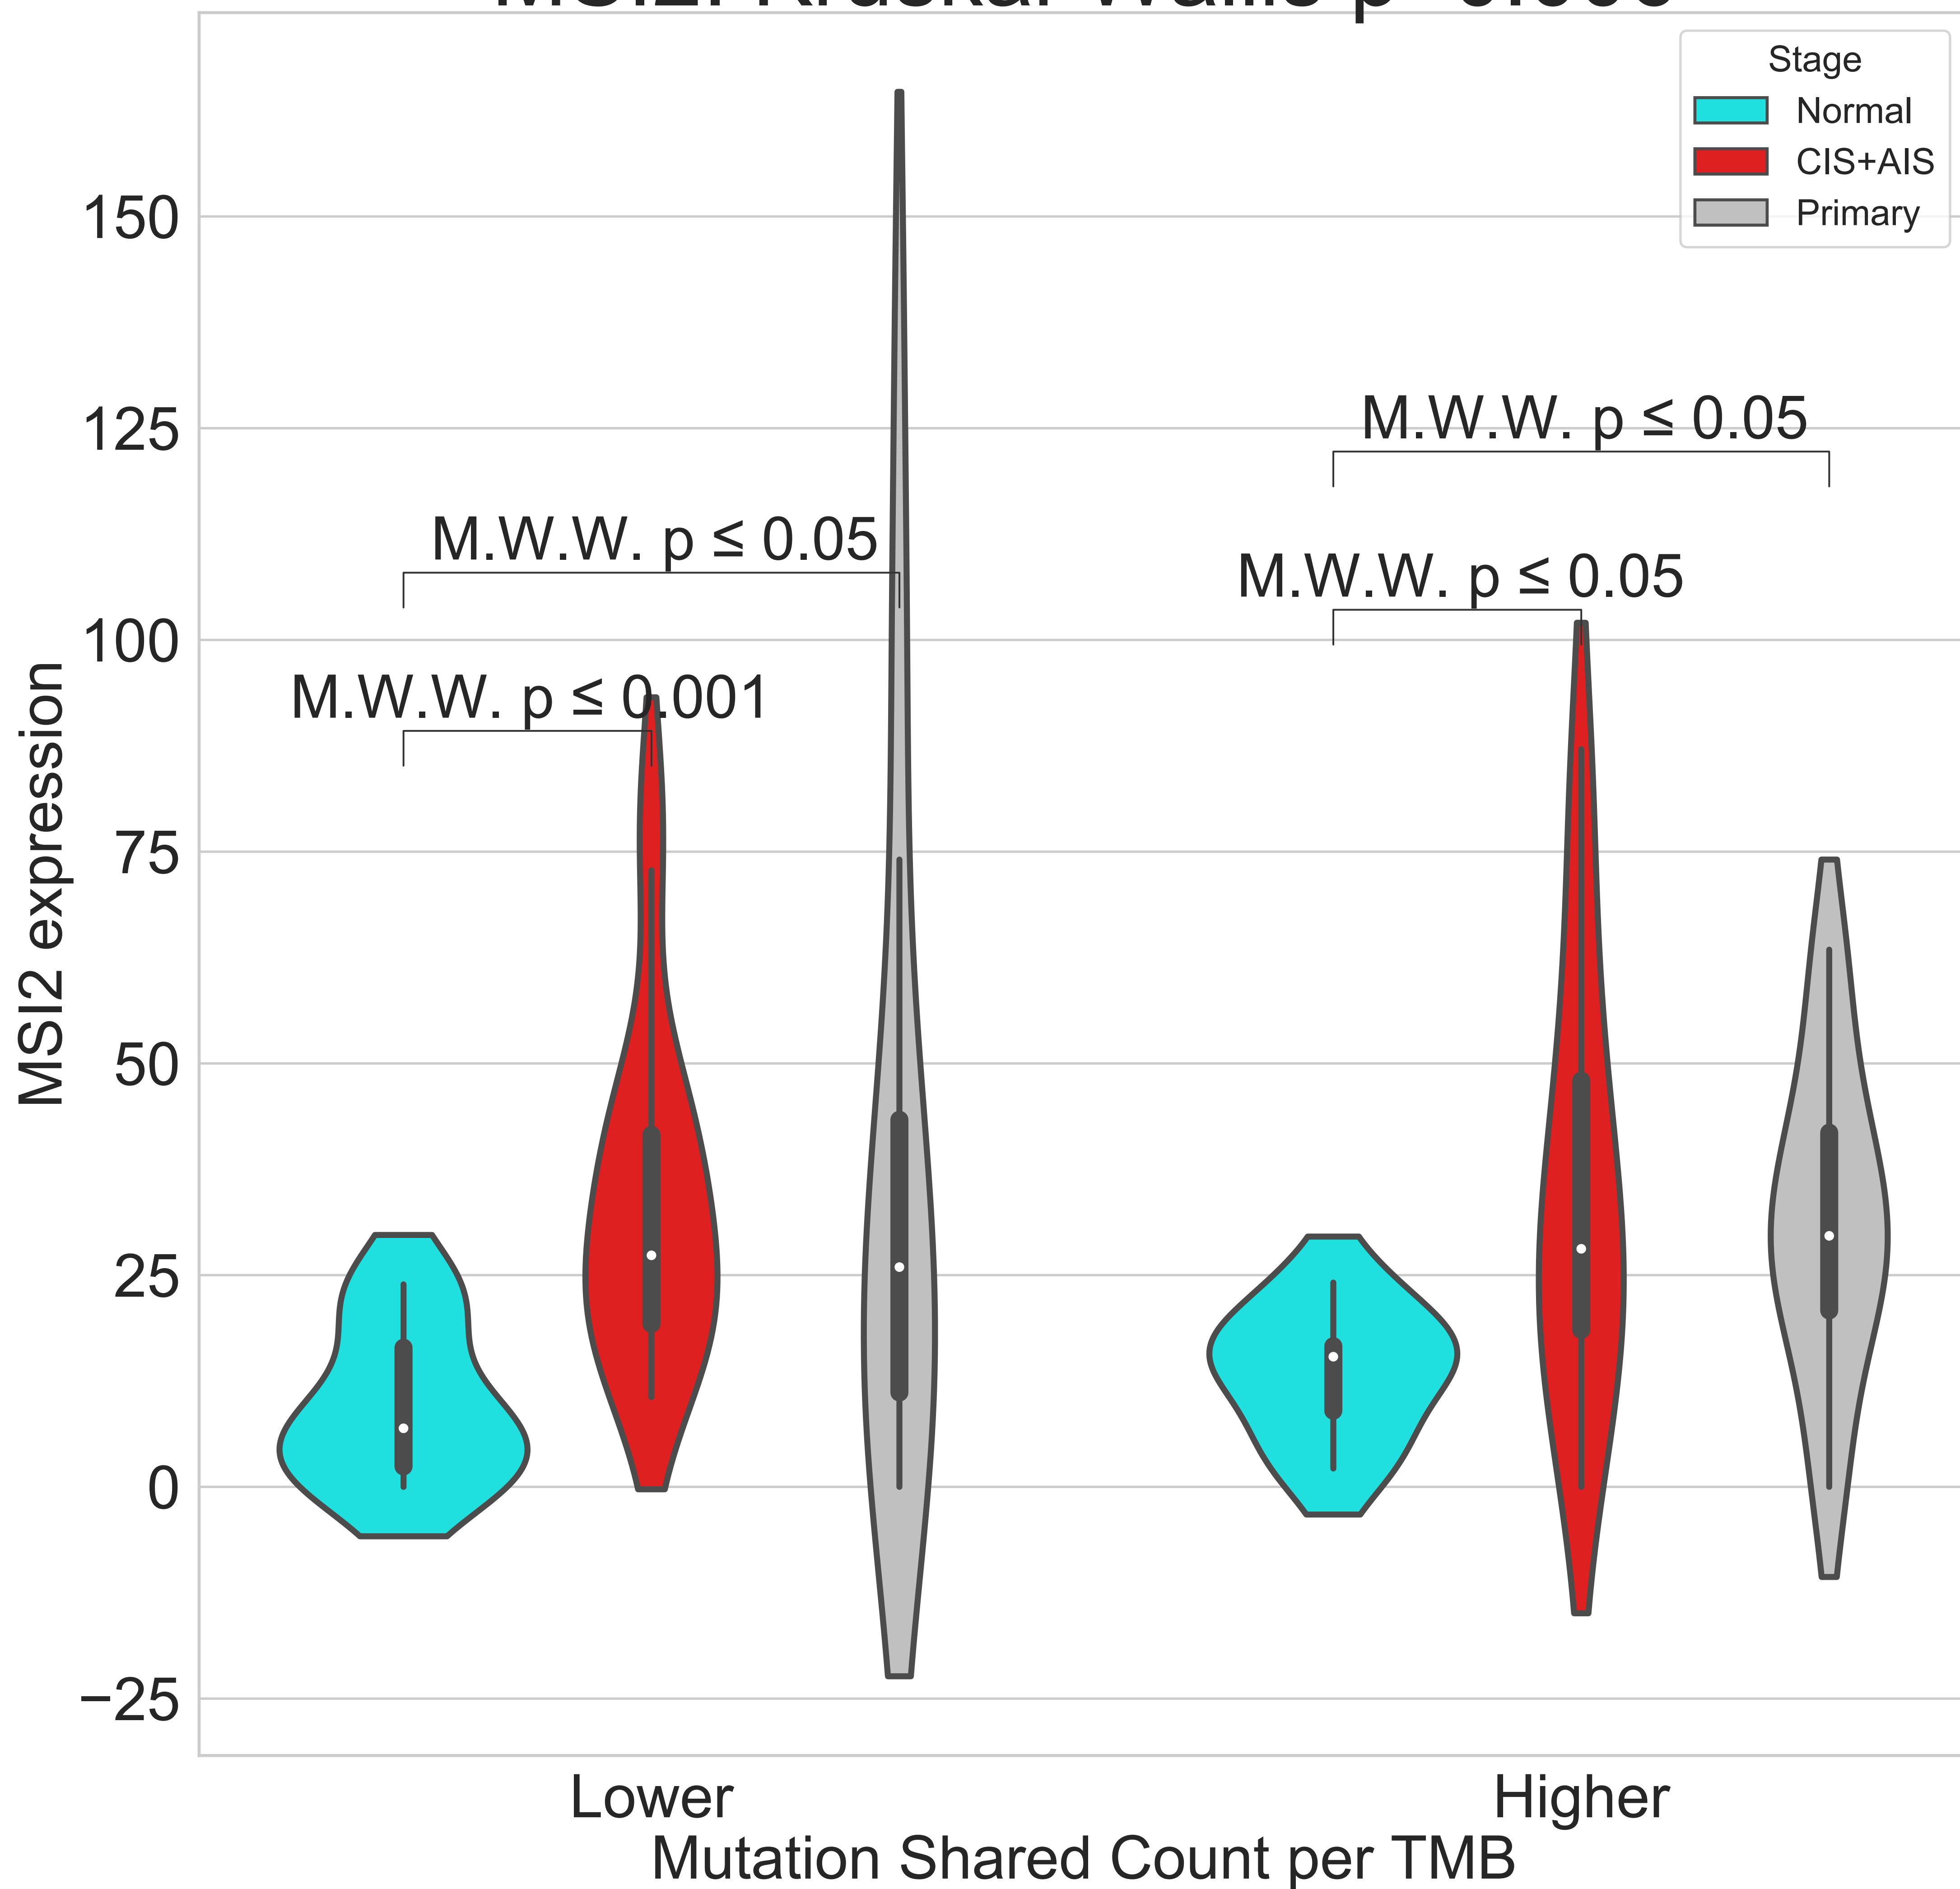 Stage
Normal
CIS+AIS
Primary
150
125
100
75
50
25
0
−25
MSI2 expression
M.W.W. p ≤ 0.05
M.W.W. p ≤ 0.05
M.W.W. p ≤ 0.05
M.W.W. p ≤ 0.001
Lower
Higher
Mutation Shared Count per TMB